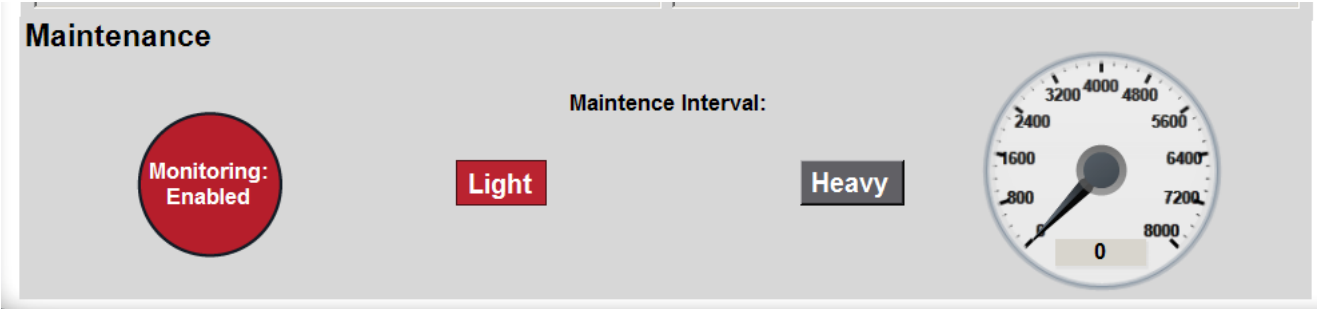 Maintenance
Maintence Interval:
Monitoring:
Enabled
Light
Heavy
0
800
1600
2400
3200
4000
4800
5600
6400
7200
8000
0